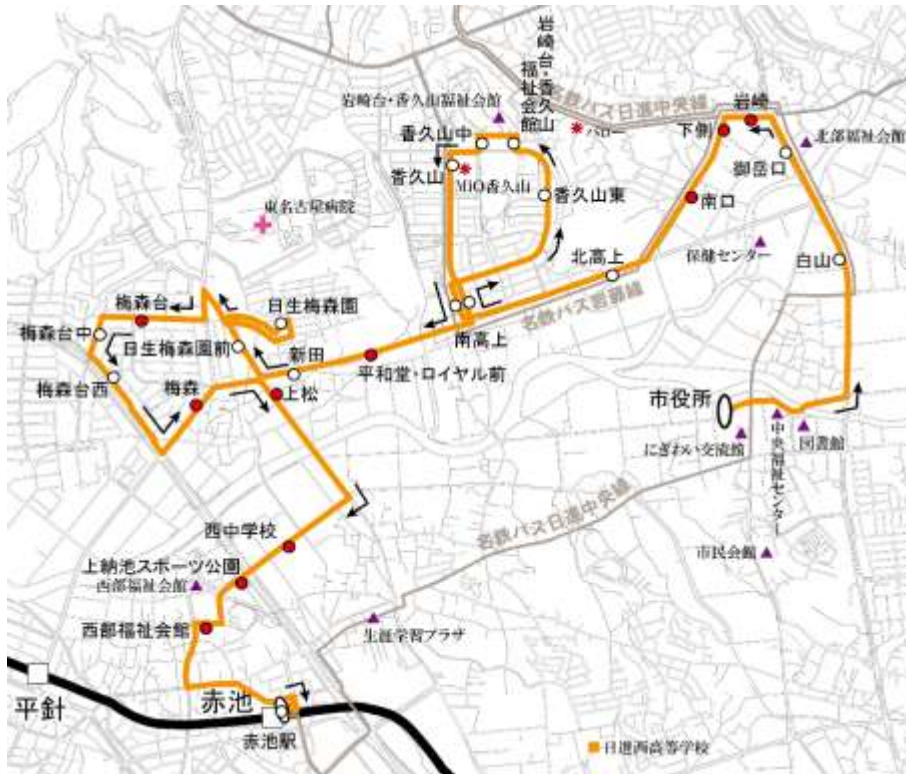 岩崎台・香久山
福祉会館
名鉄バス日進中央線
岩崎
岩崎台・香久山福祉会館
下側
北部福祉会館
香久山中
バロー
御岳口
香久山
MiO香久山
香久山東
南口
東名古屋病院
北高上
保健センター
白山
梅森台
日生梅森園
名鉄バス岩崎線
梅森台中
日生梅森園前
新田
南高上
梅森台西
梅森
上松
平和堂・ロイヤル前
市役所
にぎわい交流館
中央福祉センター
図書館
名鉄バス日進中央線
西中学校
市民会館
上納池スポーツ公園
西部福祉会館
西部福祉会館
生涯学習プラザ
赤池
平針
赤池駅
日進西高等学校